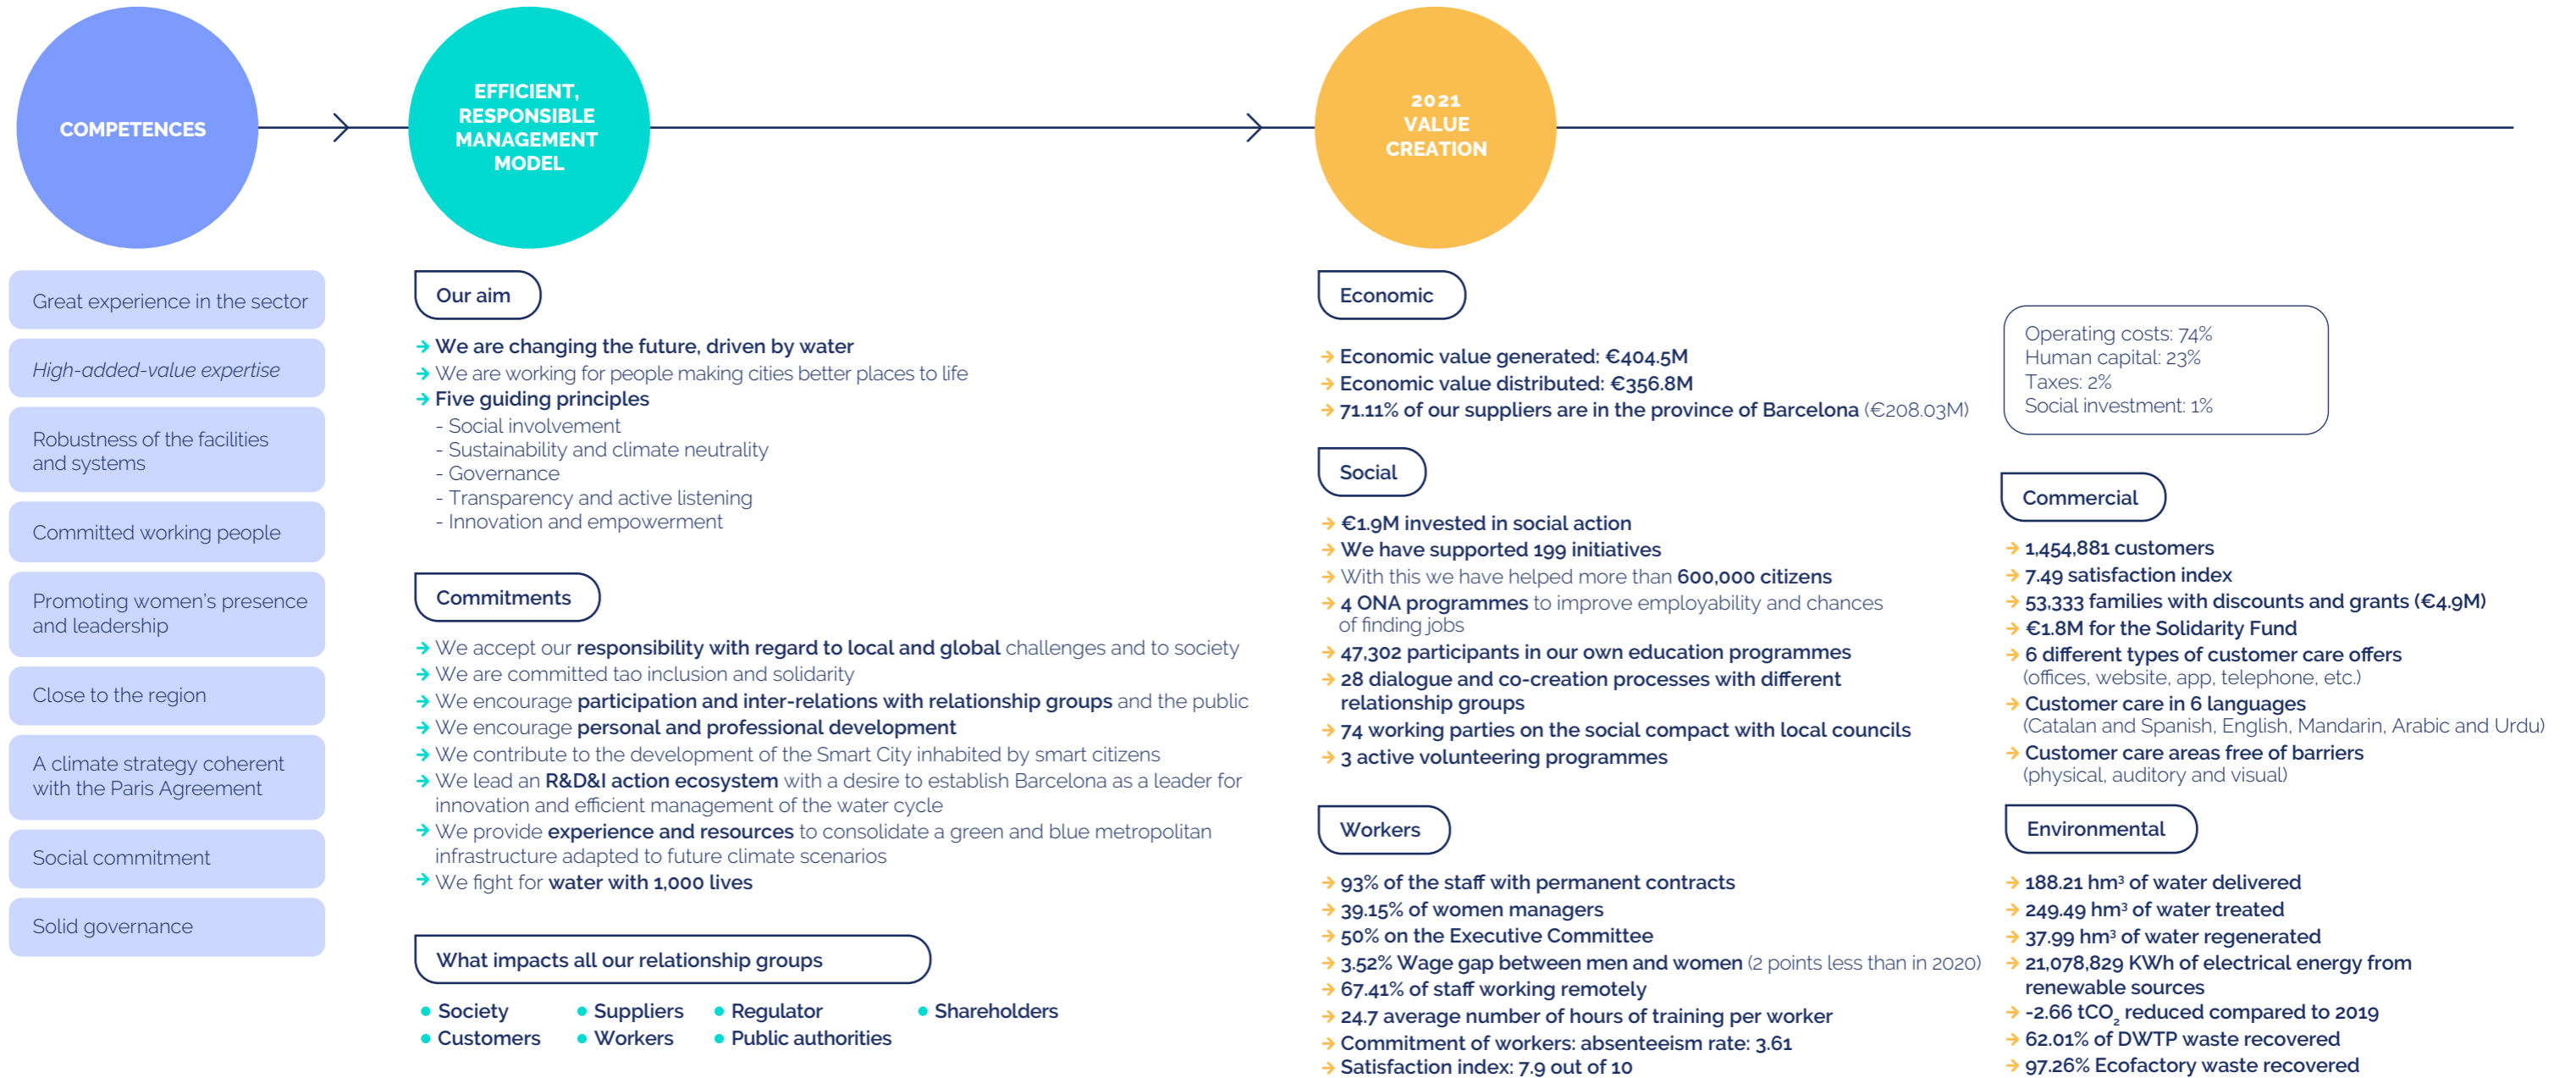 COMPETENCES
EFFICIENT,
RESPONSIBLE
MANAGEMENT
MODEL
2021
VALUE
CREATION
Great experience in the sector
High-added-value expertise
Robustness of the facilities
and systems
Committed working people
Promoting women's presence
and leadership
Close to the region
A climate strategy coherent
with the Paris Agreement
Social commitment
Solid governance
Our aim
→ We are changing the future, driven by water
→ We are working for people making cities better places to life
→ Five guiding principles
- Social involvement
- Sustainability and climate neutrality
- Governance
- Transparency and active listening
- Innovation and empowerment
Commitments
→ We accept our responsibility with regard to local and global challenges and to society
→ We are committed tao inclusion and solidarity
→ We encourage participation and inter-relations with relationship groups and the public
→ We encourage personal and professional development
→ We contribute to the development of the Smart City inhabited by smart citizens
→ We lead an R&D&I action ecosystem with a desire to establish Barcelona as a leader for
innovation and efficient management of the water cycle
→ We provide experience and resources to consolidate a green and blue metropolitan
infrastructure adapted to future climate scenarios
→ We fight for water with 1,000 lives
What impacts all our relationship groups
• Society
• Customers
• Suppliers
• Workers
• Regulator
• Public authorities
• Shareholders
Economic
→ Economic value generated: €404.5M
→ Economic value distributed: €356.8M
→ 71.11% of our suppliers are in the province of Barcelona (€208.03M)
Operating costs: 74%
Human capital: 23%
Taxes: 2%
Social investment: 1%
Social
→ €1.9M invested in social action
→ We have supported 199 initiatives
→ With this we have helped more than 600,000 citizens
→ 4 ONA programmes to improve employability and chances
of finding jobs
→ 47,302 participants in our own education programmes
→ 28 dialogue and co-creation processes with different
relationship groups
→ 74 working parties on the social compact with local councils
→ 3 active volunteering programmes
Commercial
→ 1,454,881 customers
→ 7.49 satisfaction index
→ 53,333 families with discounts and grants (€4.9M)
→ €1.8M for the Solidarity Fund
→ 6 different types of customer care offers
(offices, website, app, telephone, etc.)
→ Customer care in 6 languages
(Catalan and Spanish, English, Mandarin, Arabic and Urdu)
→ Customer care areas free of barriers
(physical, auditory and visual)
Workers
→ 93% of the staff with permanent contracts
→ 39.15% of women managers
→ 50% on the Executive Committee
→ 3.52% Wage gap between men and women (2 points less than in 2020)
→ 67.41% of staff working remotely
→ 24.7 average number of hours of training per worker
→ Commitment of workers: absenteeism rate: 3.61
→ Satisfaction index: 7.9 out of 10
Environmental
→ 188.21 hm³ of water delivered
→ 249.49 hm³ of water treated
→ 37.99 hm³ of water regenerated
→ 21,078,829 KWh of electrical energy from
renewable sources
→ -2.66 tCO₂ reduced compared to 2019
→ 62.01% of DWTP waste recovered
→ 97.26% Ecofactory waste recovered